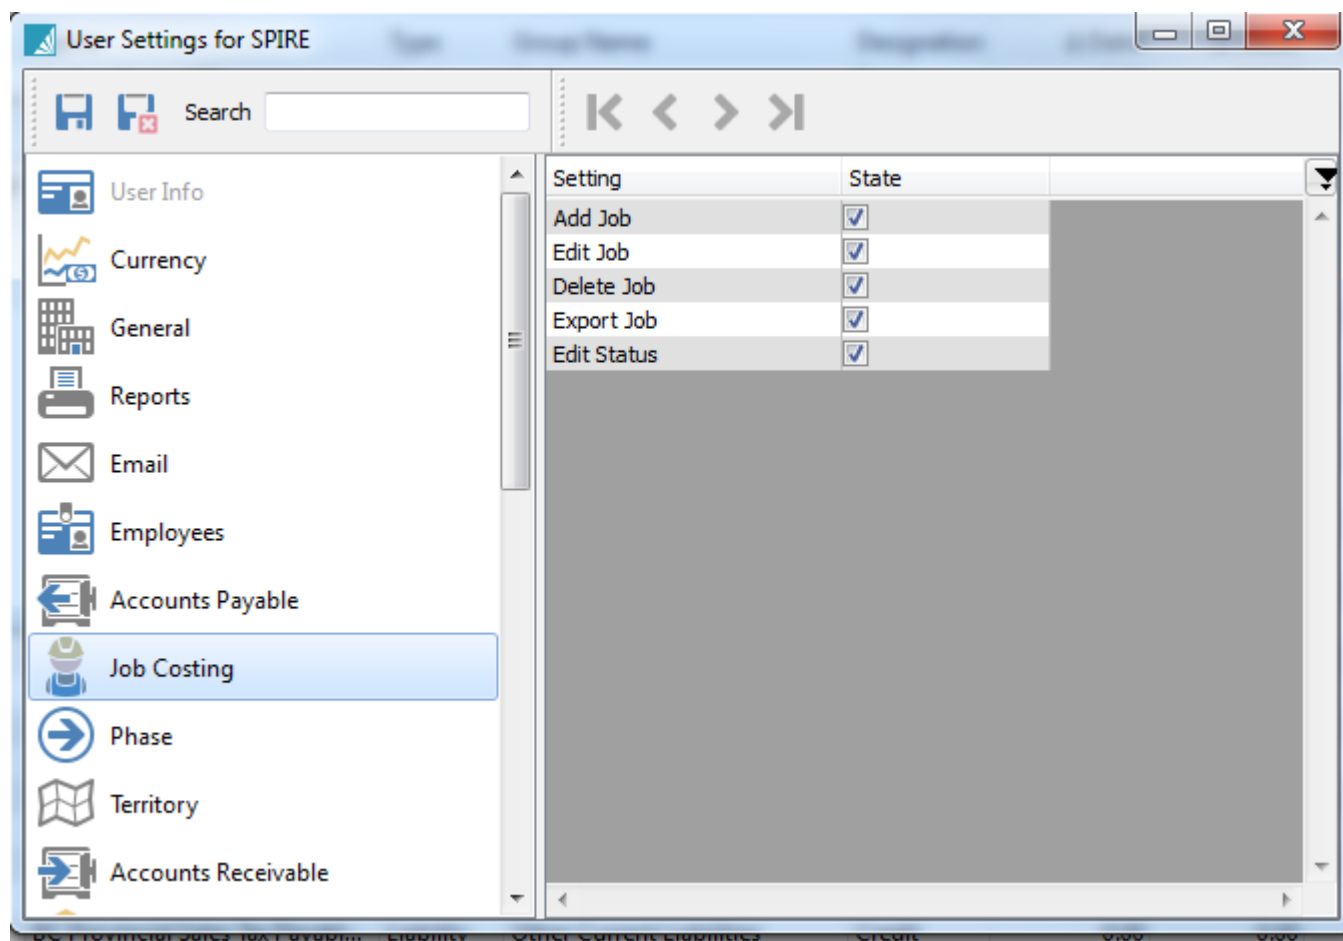 User Settings for SPIRE
Search
User Info
Currency
General
Reports
Email
Employees
Accounts Payable
Job Costing
Phase
Territory
Accounts Receivable
Setting State
Add Job
Edit Job
Delete Job
Export Job
Edit Status